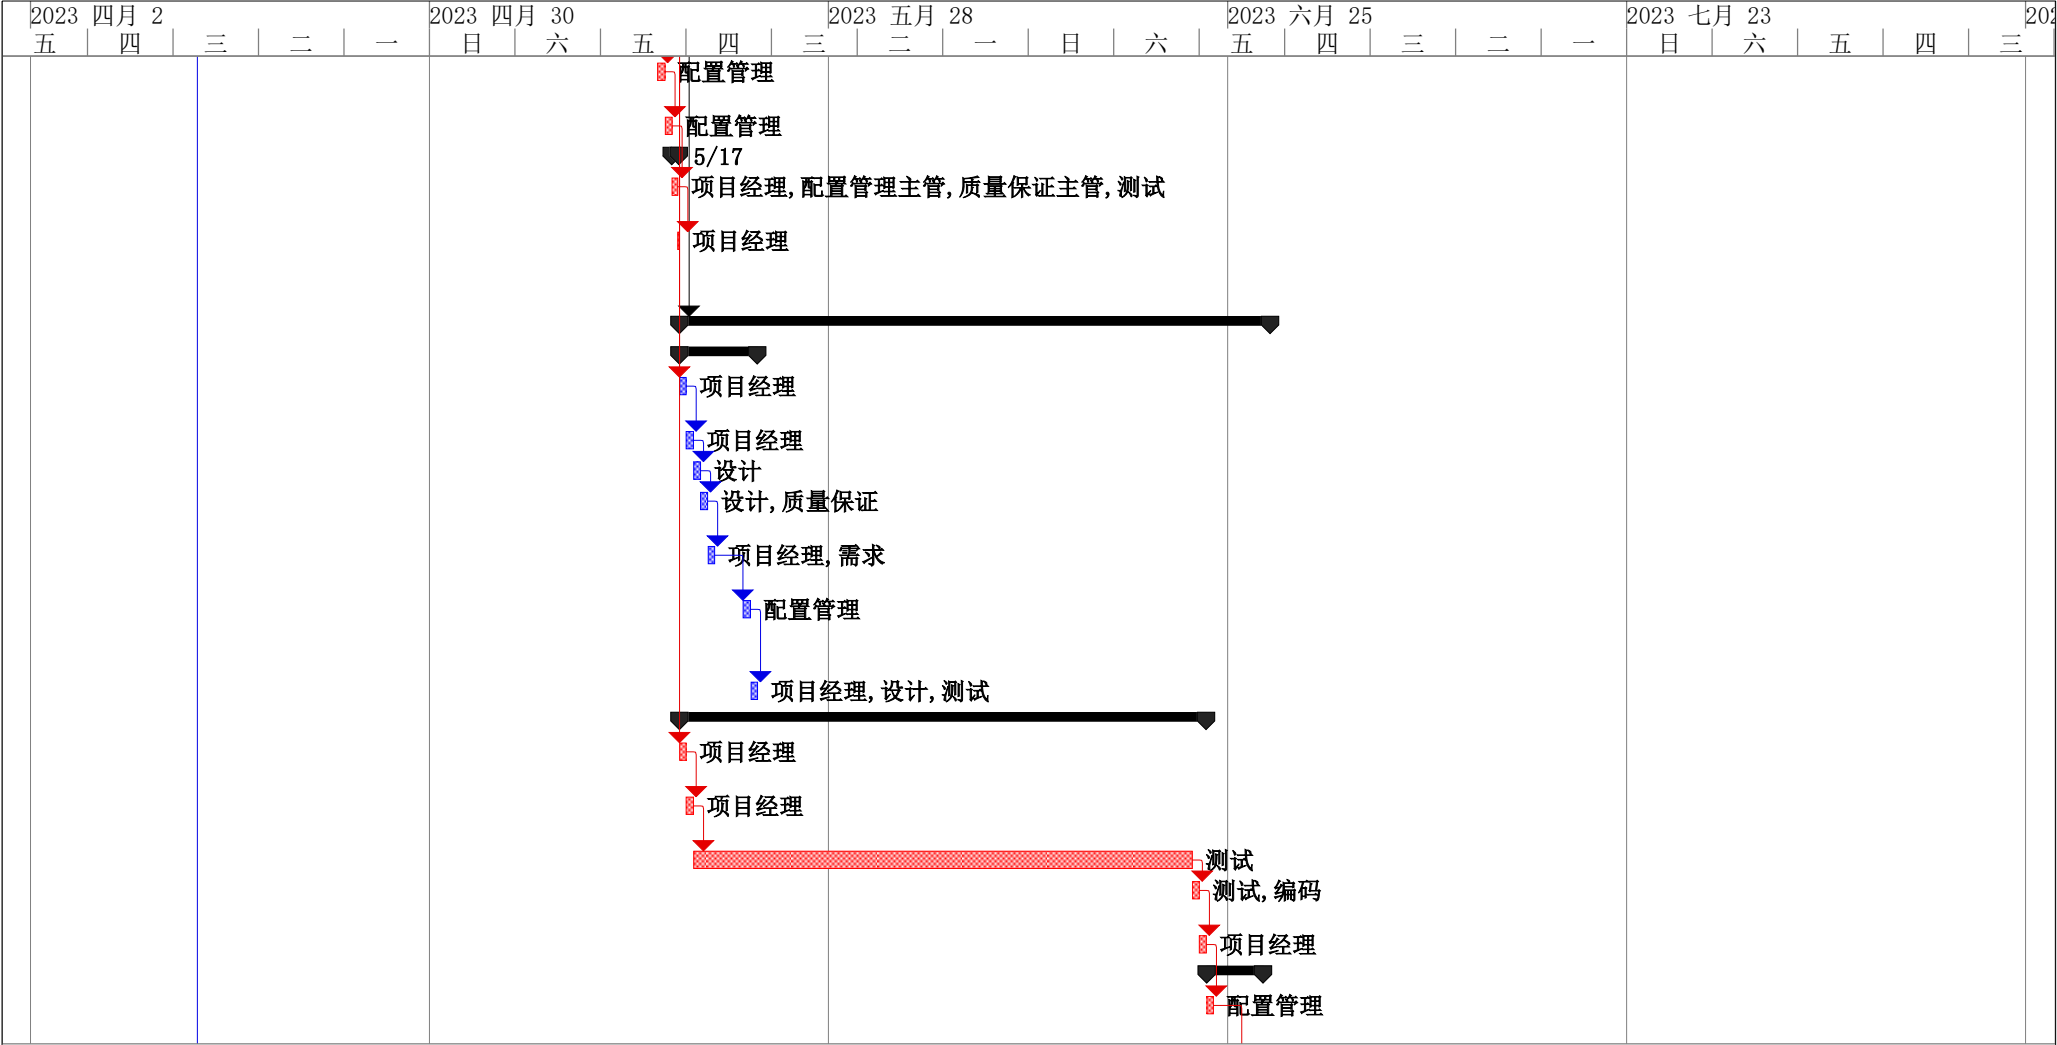 2023 四月 2 2023 四月 30 2023 五月 28 2023 六月 25 2023 七月 23 202
五 四 三 二 一 日 六 五 四 三 二 一 日 六 五 四 三 二 一 日 六 五 四 三
配置管理
配置管理
5/17
项目经理,配置管理主管,质量保证主管,测试
项目经理
项目经理
项目经理
设计
设计,质量保证
项目经理,需求
配置管理
项目经理,设计,测试
项目经理
项目经理
测试
测试,编码
项目经理
配置管理